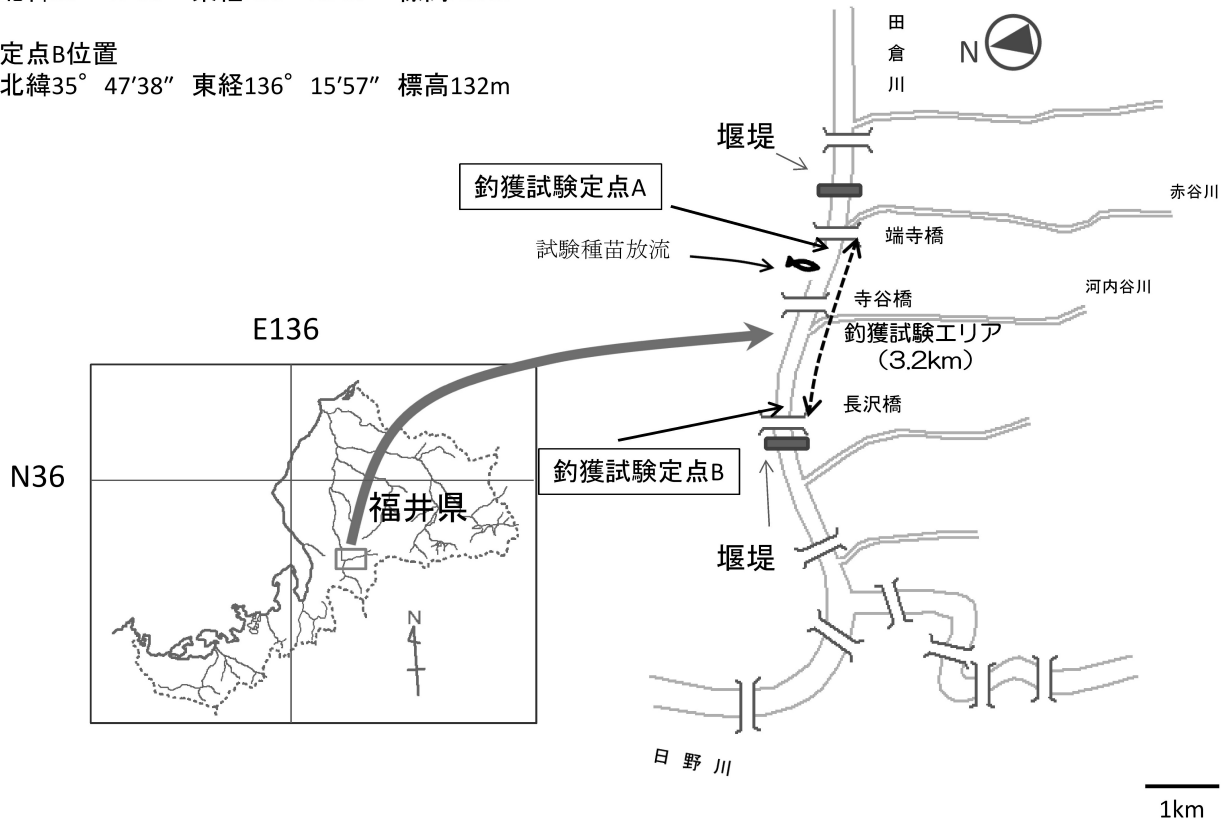 定点B位置
北緯35° 47′38″ 東経136° 15′57″ 標高132m
田倉川
N
堰堤
釣獲試験定点A
赤谷川
端寺橋
試験種苗放流
河内谷川
寺谷橋
釣獲試験エリア
（3.2km）
E136
長沢橋
N36
釣獲試験定点B
福井県
堰堤
N
日野川
1km